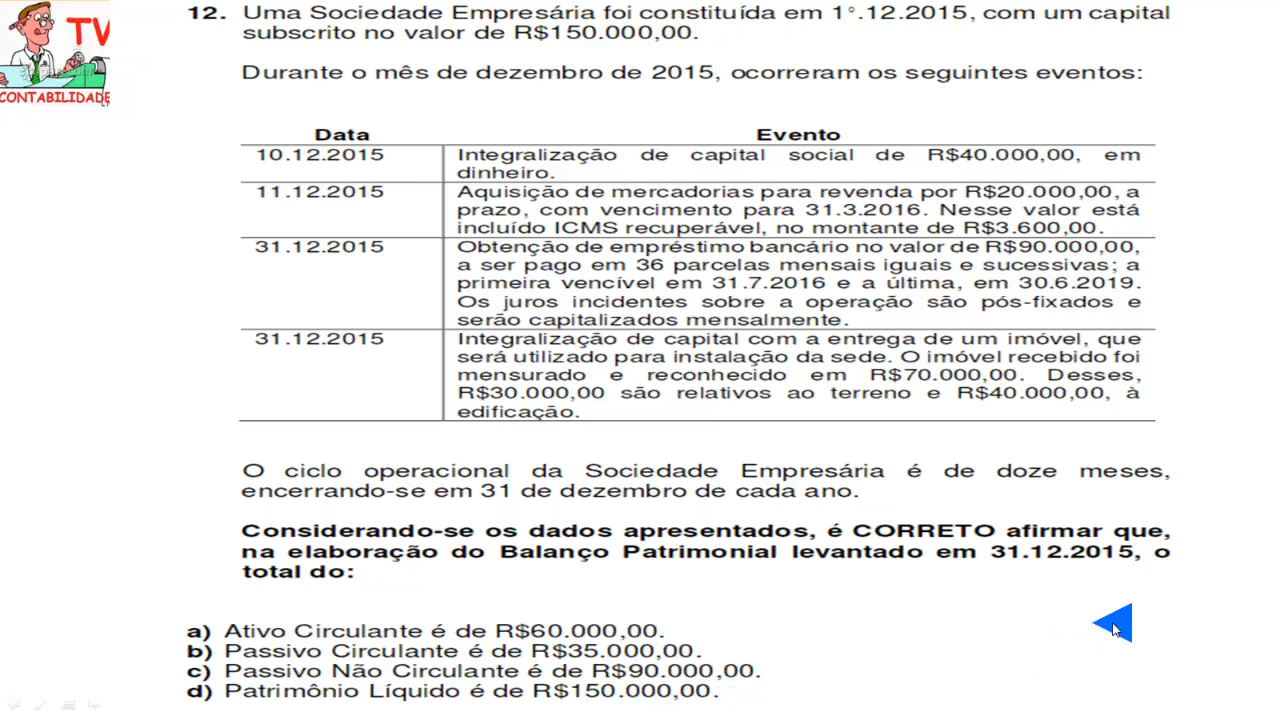 TV
CONTABILIDADE
12. Uma Sociedade Empresária foi constituída em 1°.12.2015, com um capital
subscrito no valor de R$150.000,00.
Durante o mês de dezembro de 2015, ocorreram os seguintes eventos:
Data Evento
10.12.2015 Integralização de capital social de R$40.000,00, em
dinheiro.
11.12.2015 Aquisição de mercadorias para revenda por R$20.000,00, a
prazo, com vencimento para 31.3.2016. Nesse valor está
incluído ICMS recuperável, no montante de R$3.600,00.
31.12.2015 Obtenção de empréstimo bancário no valor de R$90.000,00,
a ser pago em 36 parcelas mensais iguais e sucessivas; a
primeira vencível em 31.7.2016 e a última, em 30.6.2019.
Os juros incidentes sobre a operação são pós-fixados e
serão capitalizados mensalmente.
31.12.2015 Integralização de capital com a entrega de um imóvel, que
será utilizado para instalação da sede. O imóvel recebido foi
mensurado e reconhecido em R$70.000,00. Desses,
R$30.000,00 são relativos ao terreno e R$40.000,00, à
edificação.
O ciclo operacional da Sociedade Empresária é de doze meses,
encerrando-se em 31 de dezembro de cada ano.
Considerando-se os dados apresentados, é CORRETO afirmar que,
na elaboração do Balanço Patrimonial levantado em 31.12.2015, o
total do:
a) Ativo Circulante é de R$60.000,00.
b) Passivo Circulante é de R$35.000,00.
c) Passivo Não Circulante é de R$90.000,00.
d) Patrimônio Líquido é de R$150.000,00.